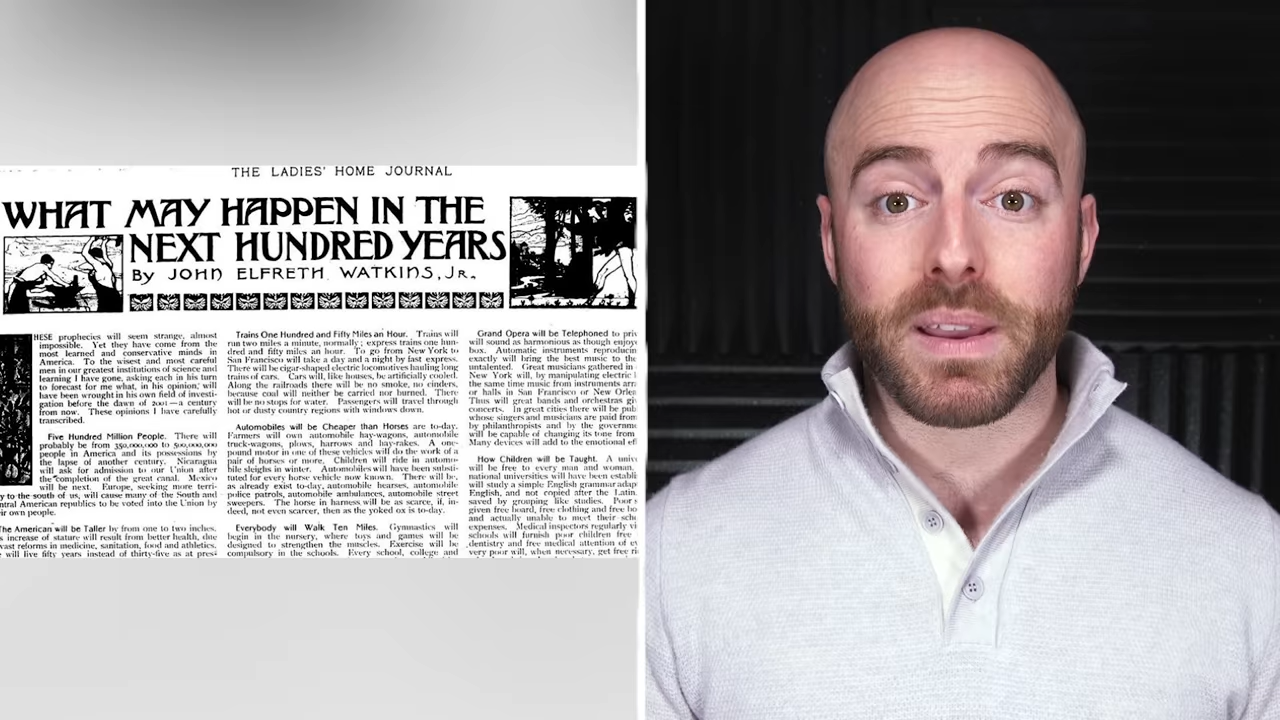 THE LADIES' HOME JOURNAL
WHAT MAY HAPPEN IN THE
NEXT HUNDRED YEARS
By JOHN ELFRETH WATKINS, JR.
HESE prophecies will seem strange, almost
impossible. Yet they have come from the
most learned and conservative minds in
America. To the wisest and most careful
men in our greatest institutions of science and
learning I have gone, asking each in his turn
to forecast for me what, in his opinion, will
have been wrought in his own field of investi-
gation before the dawn of 2001—a century
from now. These opinions I have carefully
transcribed.
Five Hundred Million People. There will
probably be from 350,000,000 to 500,000,000
people in America and its possessions by
the lapse of another century. Nicaragua
will ask for admission to our Union after
the completion of the great canal. Mexico
will be next. Europe, seeking more terri-
y to the south of us, will cause many of the South and
ntral American republics to be voted into the Union by
ir own people.
The American will be Taller by from one to two inches.
s increase of stature will result from better health, due
vast reforms in medicine, sanitation, food and athletics.
e will live fifty years instead of thirty-five as at pres
Trains One Hundred and Fifty Miles an Hour. Trains will
run two miles a minute, normally; express trains one hun-
dred and fifty miles an hour. To go from New York to
San Francisco will take a day and a night by fast express.
There will be cigar-shaped electric locomotives hauling long
trains of cars. Cars will, like houses, be artificially cooled.
Along the railroads there will be no smoke, no cinders,
because coal will neither be carried nor burned. There
will be no stops for water. Passengers will travel through
hot or dusty country regions with windows down.
Automobiles will be Cheaper than Horses are to-day.
Farmers will own automobile hay-wagons, automobile
truck-wagons, plows, harrows and hay-rakes. A one-
pound motor in one of these vehicles will do the work of a
pair of horses or more. Children will ride in automo-
bile sleighs in winter. Automobiles will have been substi-
tuted for every horse vehicle now known. There will be,
as already exist to-day, automobile hearses, automobile
police patrols, automobile ambulances, automobile street
sweepers. The horse in harness will be as scarce, if, in-
deed, not even scarcer, then as the yoked ox is to-day.
Everybody will Walk Ten Miles. Gymnastics will
begin in the nursery, where toys and games will be
designed to strengthen the muscles. Exercise will be
compulsory in the schools. Every school, college and
Grand Opera will be Telephoned to priv
will sound as harmonious as though enjoye
box. Automatic instruments reproducin
exactly will bring the best music to the
untalented. Great musicians gathered in
New York will, by manipulating electric
the same time music from instruments arra
or halls in San Francisco or New Orlea
Thus will great bands and orchestras giv
concerts. In great cities there will be pub
whose singers and musicians are paid from
by philanthropists and by the governme
will be capable of changing its tone from
Many devices will add to the emotional eff
How Children will be Taught. A univ
will be free to every man and woman.
national universities will have been establi
will study a simple English grammar adap
English, and not copied after the Latin.
saved by grouping like studies. Poor s
given free board, free clothing and free bo
and actually unable to meet their scho
expenses. Medical inspectors regularly vi
schools will furnish poor children free
dentistry and free medical attention of ev
very poor will, when necessary, get free ri